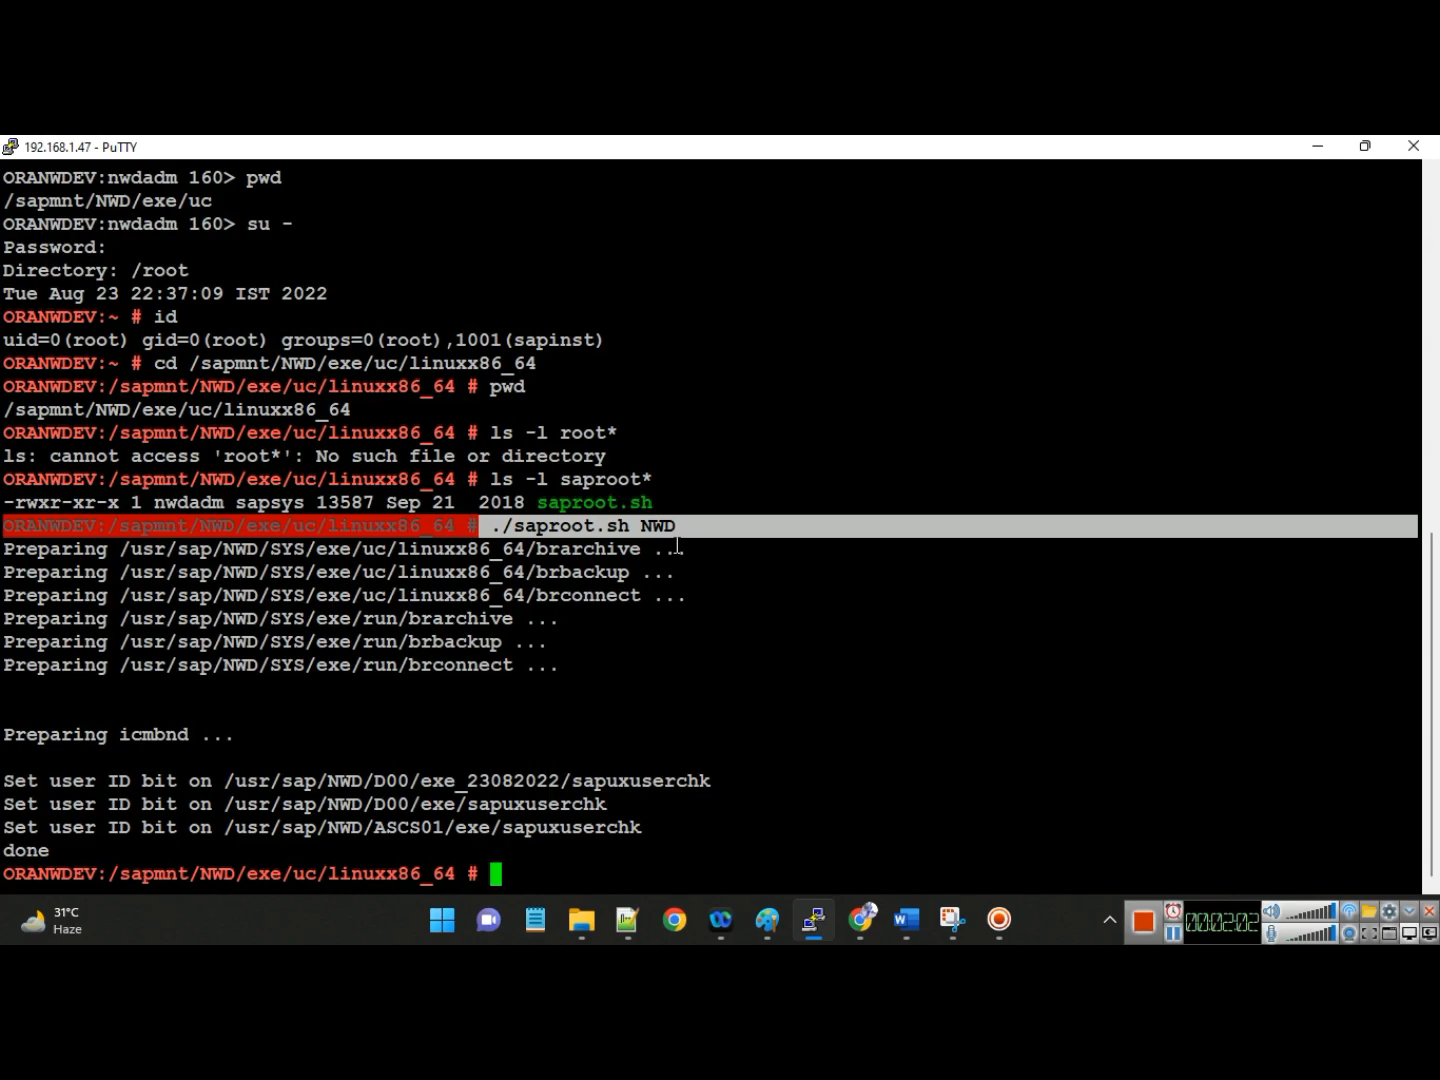 192.168.1.47 - PuTTY
ORANWDEV:nwdadm 160> pwd
/sapmnt/NWD/exe/uc
ORANWDEV:nwdadm 160> su -
Password:
Directory: /root
Tue Aug 23 22:37:09 IST 2022
ORANWDEV:~ # id
uid=0(root) gid=0(root) groups=0(root),1001(sapinst)
ORANWDEV:~ # cd /sapmnt/NWD/exe/uc/linuxx86_64
ORANWDEV:/sapmnt/NWD/exe/uc/linuxx86_64 # pwd
/sapmnt/NWD/exe/uc/linuxx86_64
ORANWDEV:/sapmnt/NWD/exe/uc/linuxx86_64 # ls -l root*
ls: cannot access 'root*': No such file or directory
ORANWDEV:/sapmnt/NWD/exe/uc/linuxx86_64 # ls -l saproot*
-rwxr-xr-x 1 nwdadm sapsys 13587 Sep 21  2018 saproot.sh
ORANWDEV:/sapmnt/NWD/exe/uc/linuxx86_64 # ./saproot.sh NWD
Preparing /usr/sap/NWD/SYS/exe/uc/linuxx86_64/brarchive ...
Preparing /usr/sap/NWD/SYS/exe/uc/linuxx86_64/brbackup ...
Preparing /usr/sap/NWD/SYS/exe/uc/linuxx86_64/brconnect ...
Preparing /usr/sap/NWD/SYS/exe/run/brarchive ...
Preparing /usr/sap/NWD/SYS/exe/run/brbackup ...
Preparing /usr/sap/NWD/SYS/exe/run/brconnect ...
Preparing icmbnd ...
Set user ID bit on /usr/sap/NWD/D00/exe_23082022/sapuxuserchk
Set user ID bit on /usr/sap/NWD/D00/exe/sapuxuserchk
Set user ID bit on /usr/sap/NWD/ASCS01/exe/sapuxuserchk
done
ORANWDEV:/sapmnt/NWD/exe/uc/linuxx86_64 #
31°C
Haze
00:02:02